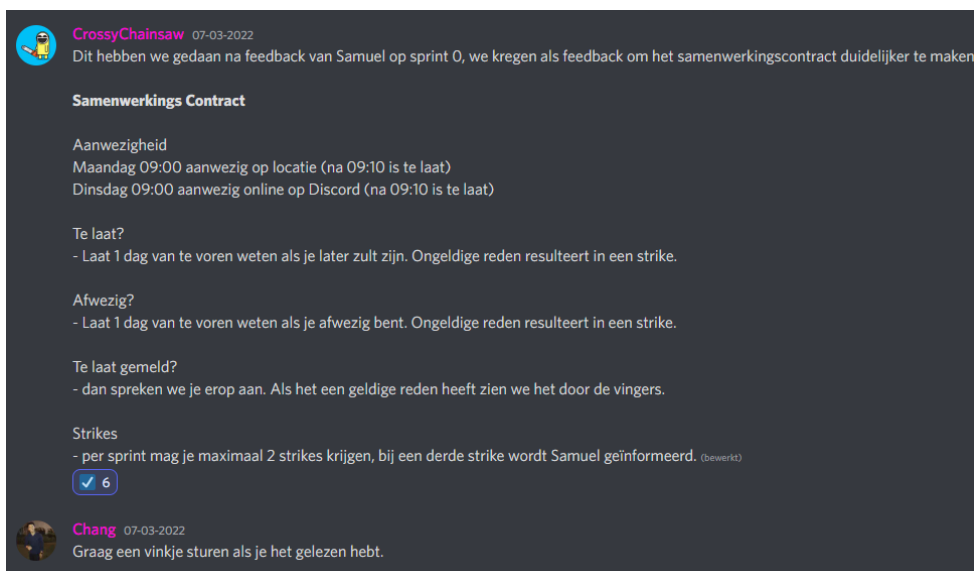 CrossyChainsaw 07-03-2022
Dit hebben we gedaan na feedback van Samuel op sprint 0, we kregen als feedback om het samenwerkingscontract duidelijker te maken
Samenwerkings Contract
Aanwezigheid
Maandag 09:00 aanwezig op locatie (na 09:10 is te laat)
Dinsdag 09:00 aanwezig online op Discord (na 09:10 is te laat)
Te laat?
- Laat 1 dag van te voren weten als je later zult zijn. Ongeldige reden resulteert in een strike.
Afwezig?
- Laat 1 dag van te voren weten als je afwezig bent. Ongeldige reden resulteert in een strike.
Te laat gemeld?
- dan spreken we je erop aan. Als het een geldige reden heeft zien we het door de vingers.
Strikes
- per sprint mag je maximaal 2 strikes krijgen, bij een derde strike wordt Samuel geïnformeerd. (bewerkt)
6
Chang 07-03-2022
Graag een vinkje sturen als je het gelezen hebt.